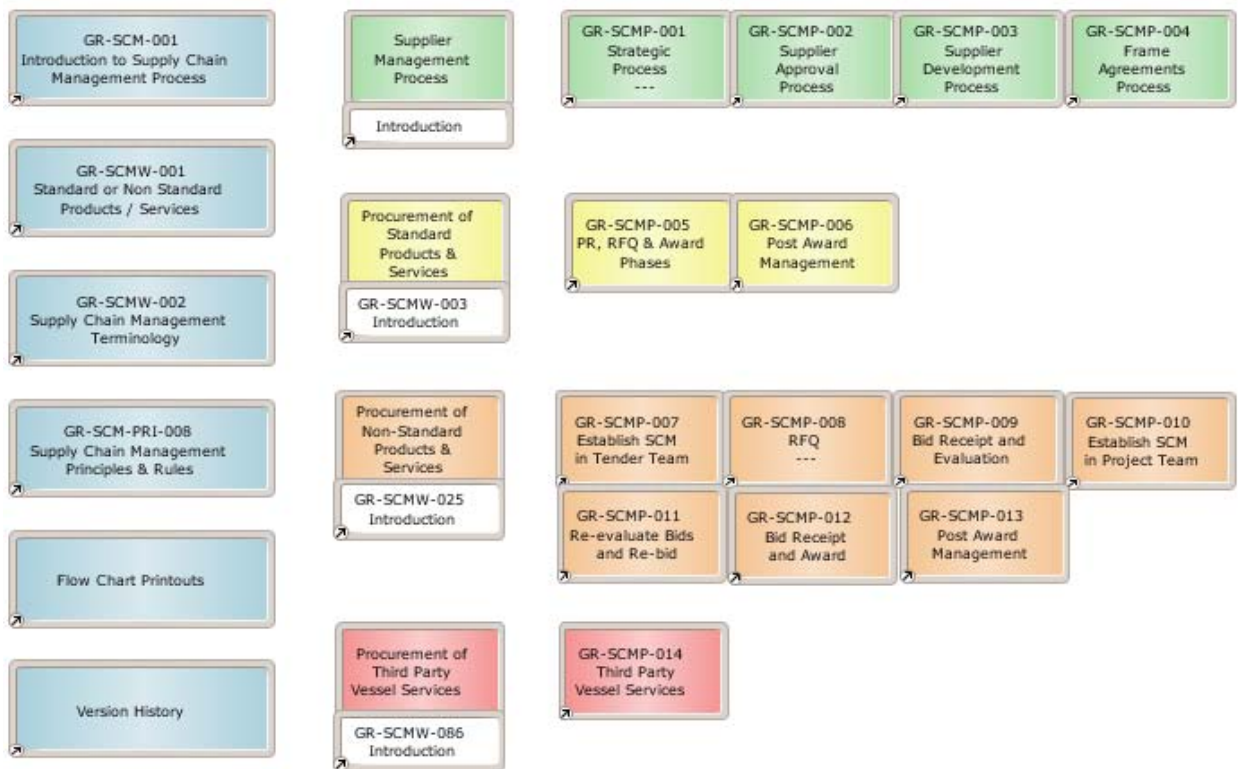 GR-SCM-001
Introduction to Supply Chain
Management Process
GR-SCMW-001
Standard or Non Standard
Products / Services
GR-SCMW-002
Supply Chain Management
Terminology
GR-SCM-PRI-008
Supply Chain Management
Principles & Rules
Flow Chart Printouts
Version History
Supplier
Management
Process
Introduction
GR-SCMP-001
Strategic
Process
---
GR-SCMP-002
Supplier
Approval
Process
GR-SCMP-003
Supplier
Development
Process
GR-SCMP-004
Frame
Agreements
Process
Procurement of
Standard
Products &
Services
GR-SCMW-003
Introduction
GR-SCMP-005
PR, RFQ & Award
Phases
GR-SCMP-006
Post Award
Management
Procurement of
Non-Standard
Products &
Services
GR-SCMW-025
Introduction
GR-SCMP-007
Establish SCM
in Tender Team
GR-SCMP-008
RFQ
---
GR-SCMP-009
Bid Receipt and
Evaluation
GR-SCMP-010
Establish SCM
in Project Team
GR-SCMP-011
Re-evaluate Bids
and Re-bid
GR-SCMP-012
Bid Receipt
and Award
GR-SCMP-013
Post Award
Management
Procurement of
Third Party
Vessel Services
GR-SCMW-086
Introduction
GR-SCMP-014
Third Party
Vessel Services